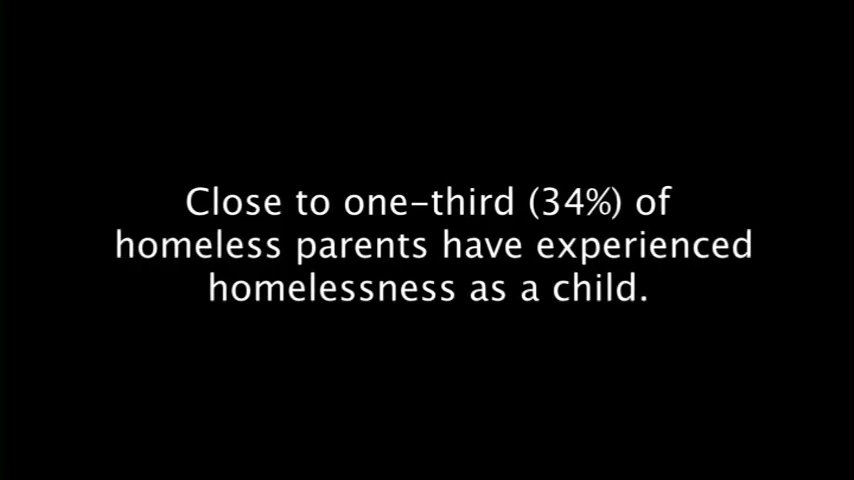 Close to one-third (34%) of
homeless parents have experienced
homelessness as a child.